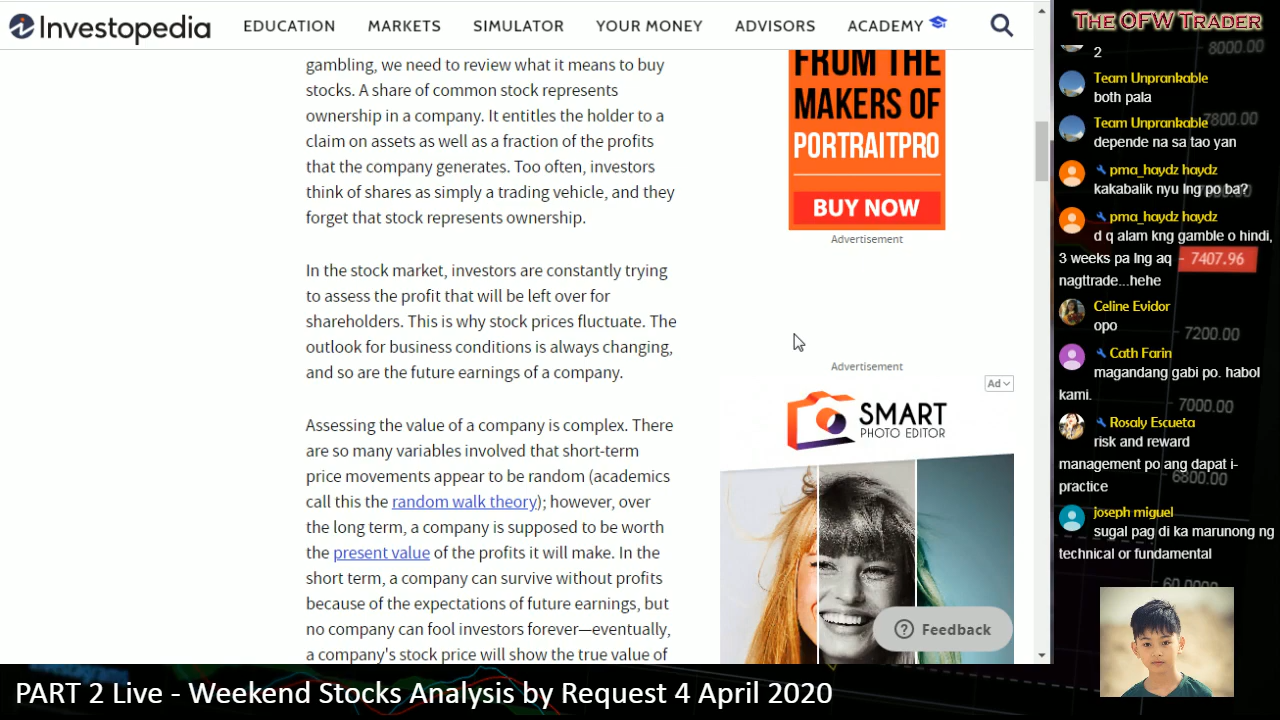 Investopedia
EDUCATION MARKETS SIMULATOR YOUR MONEY ADVISORS ACADEMY
gambling, we need to review what it means to buy
stocks. A share of common stock represents
ownership in a company. It entitles the holder to a
claim on assets as well as a fraction of the profits
that the company generates. Too often, investors
think of shares as simply a trading vehicle, and they
forget that stock represents ownership.
In the stock market, investors are constantly trying
to assess the profit that will be left over for
shareholders. This is why stock prices fluctuate. The
outlook for business conditions is always changing,
and so are the future earnings of a company.
Assessing the value of a company is complex. There
are so many variables involved that short-term
price movements appear to be random (academics
call this the random walk theory); however, over
the long term, a company is supposed to be worth
the present value of the profits it will make. In the
short term, a company can survive without profits
because of the expectations of future earnings, but
no company can fool investors forever—eventually,
a company's stock price will show the true value of
FROM THE
MAKERS OF
PORTRAITPRO
BUY NOW
Advertisement
Advertisement
Ad
SMART
PHOTO EDITOR
Feedback
The OFW Trader
8000.00
2
Team Unprankable
both pala
7800.00
Team Unprankable
depende na sa tao yan
pma_haydz haydz
kakabalik nyu lng po ba?
pma_haydz haydz
d q alam kng gamble o hindi,
3 weeks pa lng aq
7407.96
nagttrade...hehe
Celine Evidor
opo
7200.00
Cath Farin
magandang gabi po. habol
kami.
7000.00
Rosaly Escueta
risk and reward
management po ang dapat i-
practice
6800.00
joseph miguel
sugal pag di ka marunong ng
technical or fundamental
60.0000
PART 2 Live - Weekend Stocks Analysis by Request 4 April 2020